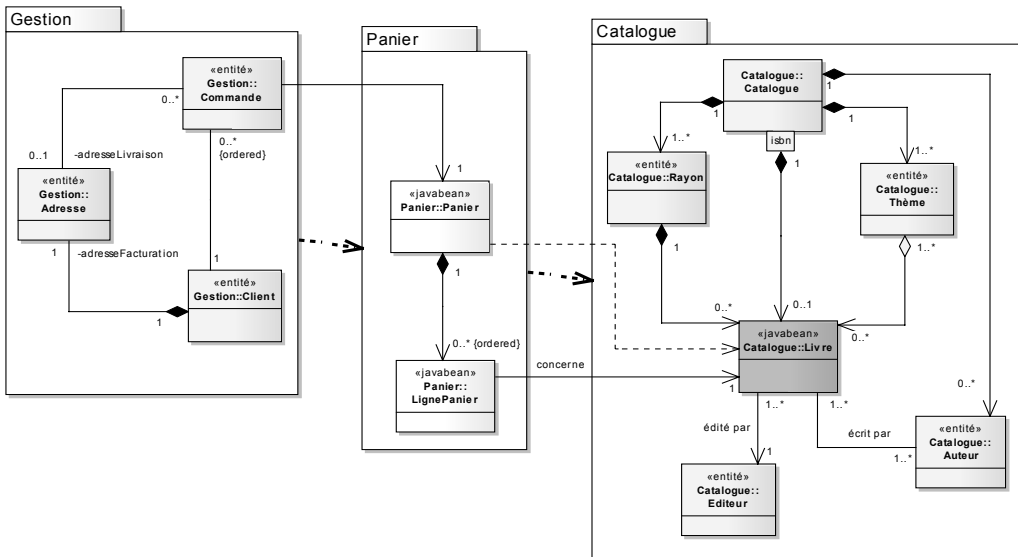 Gestion
«entité»
Gestion::
Commande
0..*
0..*
{ordered}
0..1
-adresseLivraison
«entité»
Gestion::
Adresse
1
-adresseFacturation
1
«entité»
Gestion::Client
1
Panier
1
«javabean»
Panier::Panier
1
0..* {ordered}
«javabean»
Panier::
LignePanier
concerne
1
Catalogue
Catalogue::
Catalogue
isbn
1
1
1
1
1..*
«entité»
Catalogue::Rayon
1
1..*
«entité»
Catalogue::
Thème
1..*
0..*
0..1
0..*
«javabean»
Catalogue::Livre
1..*
1..*
0..*
édité par
écrit par
1
1..*
«entité»
Catalogue::
Editeur
«entité»
Catalogue::
Auteur